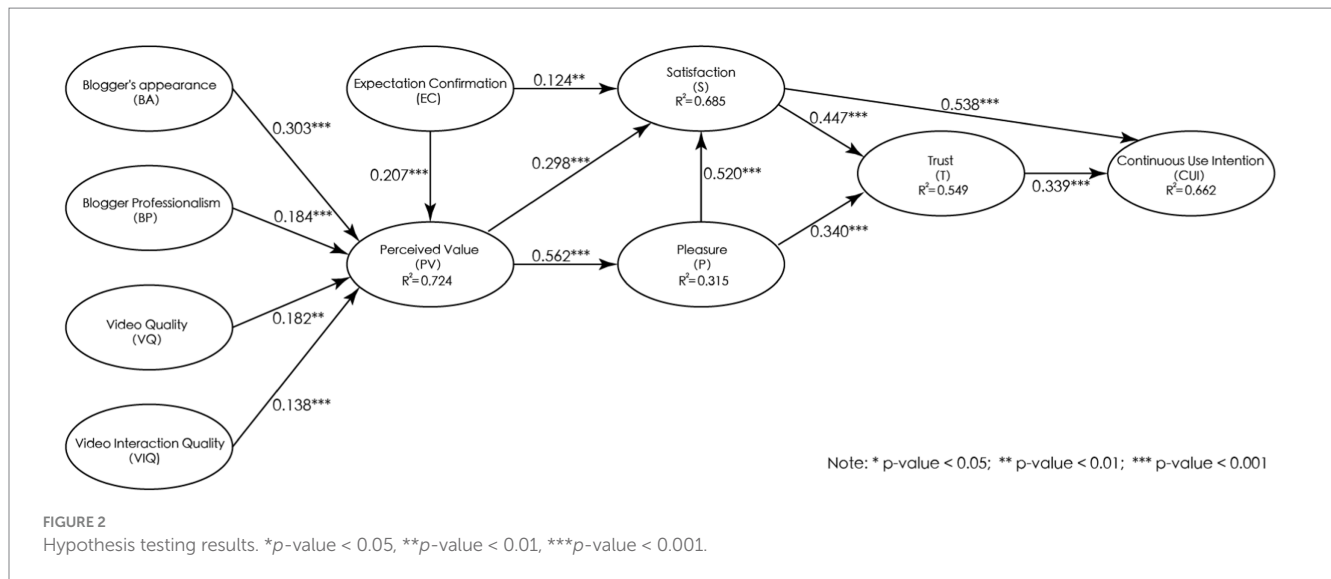 Blogger's appearance
(BA)
0.303***
Blogger Professionalism
(BP)
0.184***
Video Quality
(VQ)
0.182**
Video Interaction Quality
(VIQ)
0.138***
Expectation Confirmation
(EC)
0.124**
0.207***
Perceived Value
(PV)
R²=0.724
0.298***
0.562***
Satisfaction
(S)
R²=0.685
0.520***
Pleasure
(P)
R²=0.315
0.538***
0.447***
0.340***
Trust
(T)
R²=0.549
0.339***
Continuous Use Intention
(CUI)
R²=0.662
Note: * p-value < 0.05; ** p-value < 0.01; *** p-value < 0.001
FIGURE 2
Hypothesis testing results. *p-value < 0.05, **p-value < 0.01, ***p-value < 0.001.